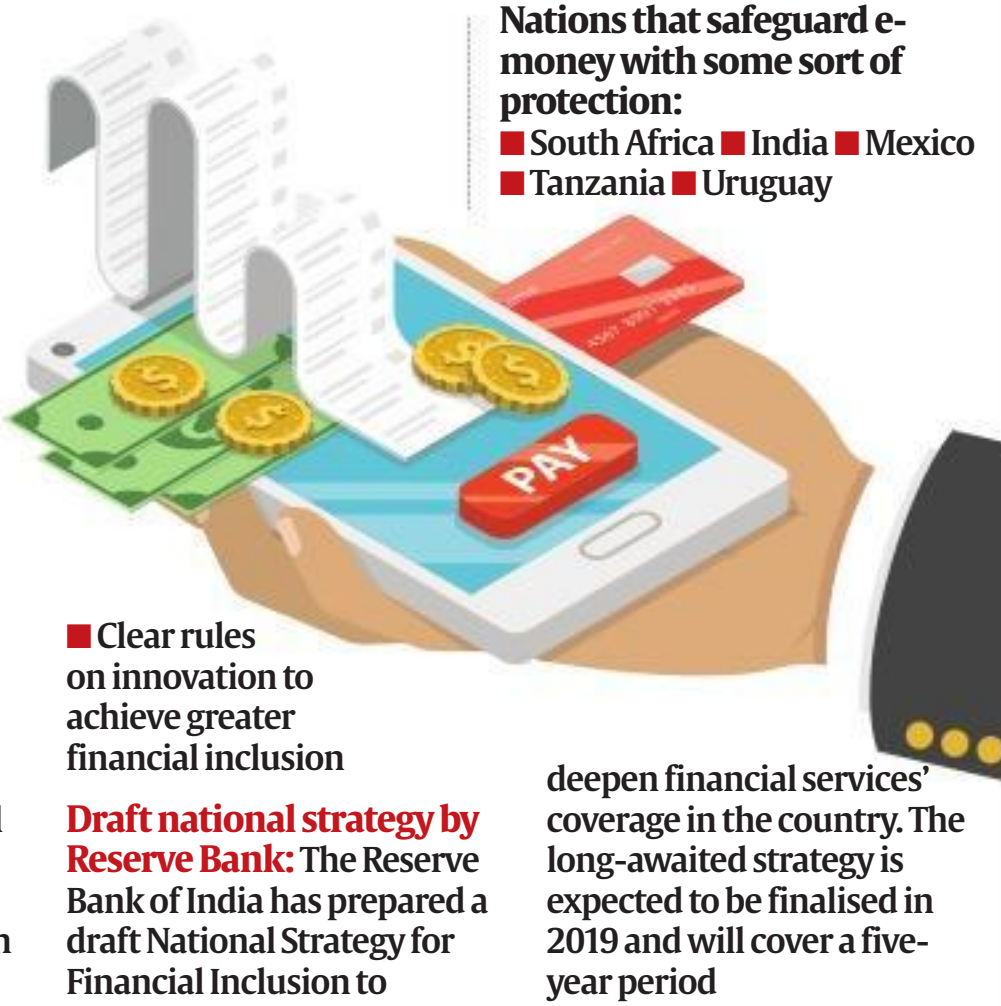 Nations that safeguard e-
money with some sort of
protection:
■ South Africa ■ India ■ Mexico
■ Tanzania ■ Uruguay
PAY
■ Clear rules
on innovation to
achieve greater
financial inclusion
Draft national strategy by
Reserve Bank: The Reserve
Bank of India has prepared a
draft National Strategy for
Financial Inclusion to
deepen financial services’
coverage in the country. The
long-awaited strategy is
expected to be finalised in
2019 and will cover a five-
year period